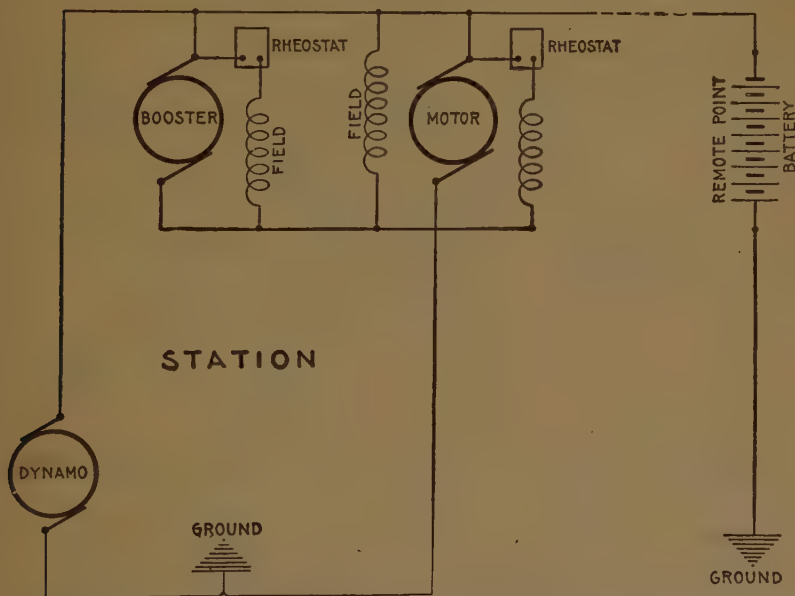 RHEOSTAT
RHEOSTAT
BOOSTER
FIELD
FIELD
MOTOR
REMOTE POINT
BATTERY
STATION
DYNAMO
GROUND
GROUND